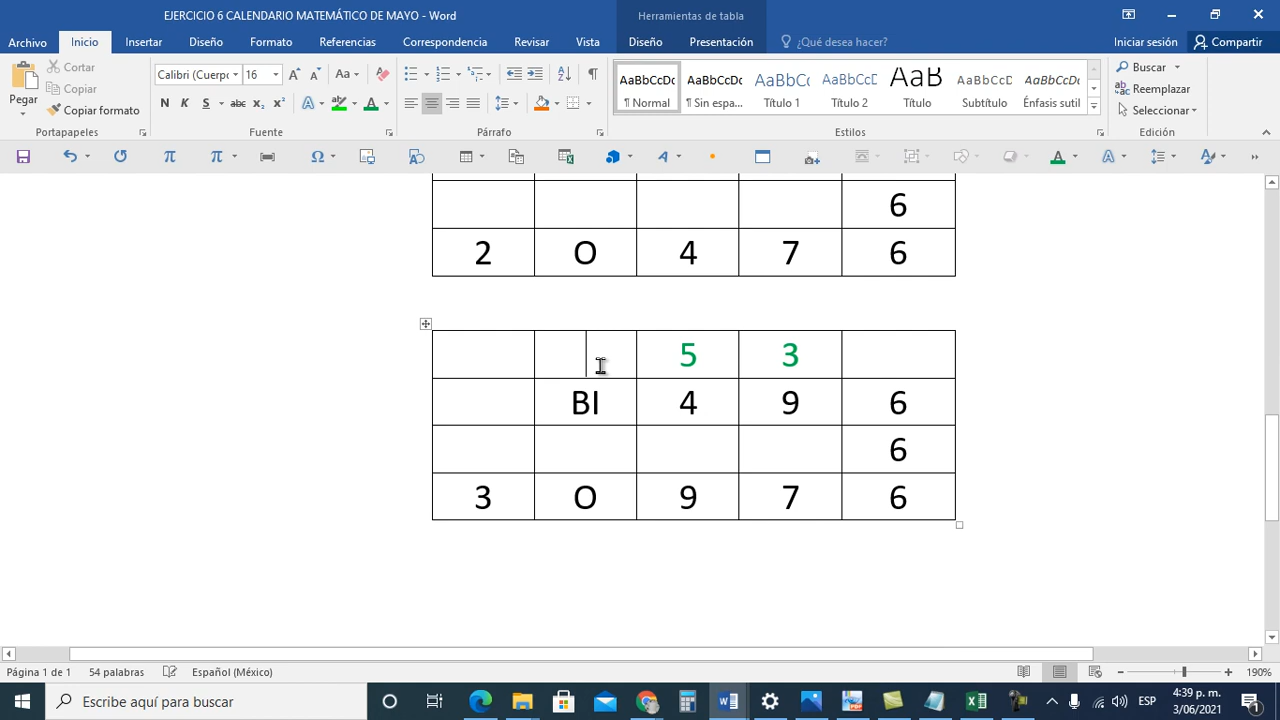 EJERCICIO 6 CALENDARIO MATEMÁTICO DE MAYO - Word
Herramientas de tabla
Archivo Inicio Insertar Diseño Formato Referencias Correspondencia Revisar Vista Diseño Presentación ¿Qué desea hacer? Iniciar sesión Compartir
Pegar
Cortar
Copiar
Copiar formato
Portapapeles
Calibri (Cuerpo 16
Aa
N K S abc x₂ x² A A
Fuente
Párrafo
AaBbCcDc AaBbCcDc AaBbCc AaBbCcD AaB AaBbCcD AaBbCcDc
¶ Normal ¶ Sin espa... Título 1 Título 2 Título Subtítulo Énfasis sutil
Estilos
Buscar
Reemplazar
Seleccionar
Edición
6
2 O 4 7 6
5 3
BI 4 9 6
6
3 O 9 7 6
Página 1 de 1 54 palabras Español (México) 190%
Escribe aquí para buscar
ESP
4:39 p. m.
3/06/2021